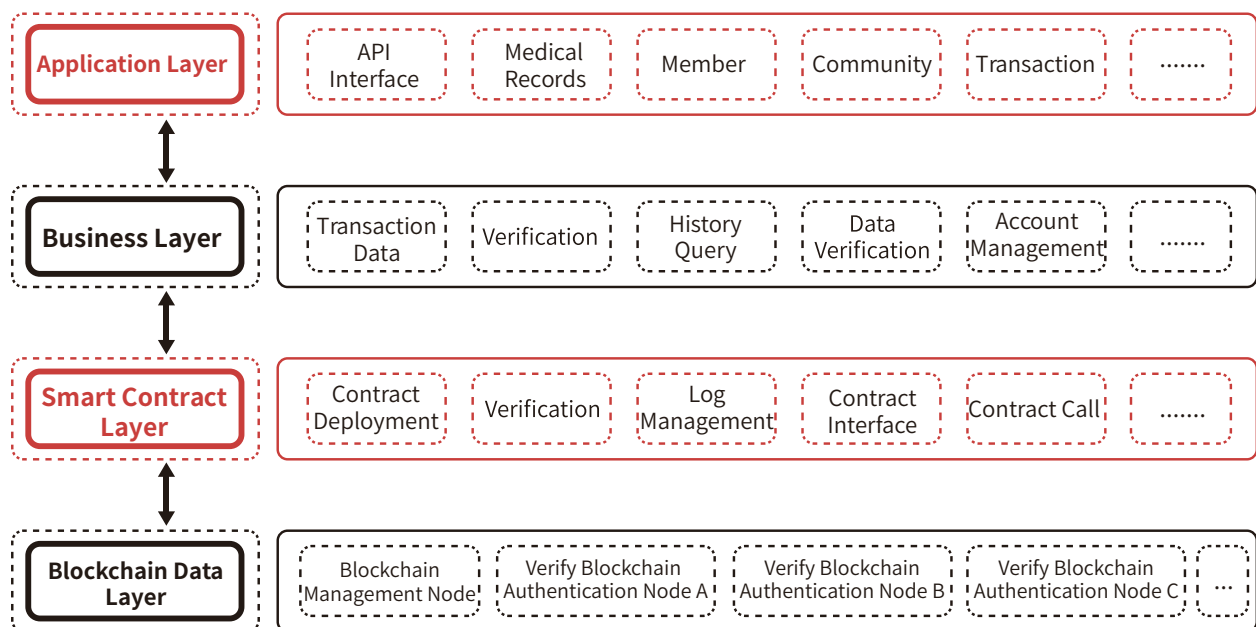 Application Layer
API
Interface
Medical
Records
Member
Community
Transaction
.......
Business Layer
Transaction
Data
Verification
History
Query
Data
Verification
Account
Management
.......
Smart Contract
Layer
Contract
Deployment
Verification
Log
Management
Contract
Interface
Contract Call
.......
Blockchain Data
Layer
Blockchain
Management Node
Verify Blockchain
Authentication Node A
Verify Blockchain
Authentication Node B
Verify Blockchain
Authentication Node C
...